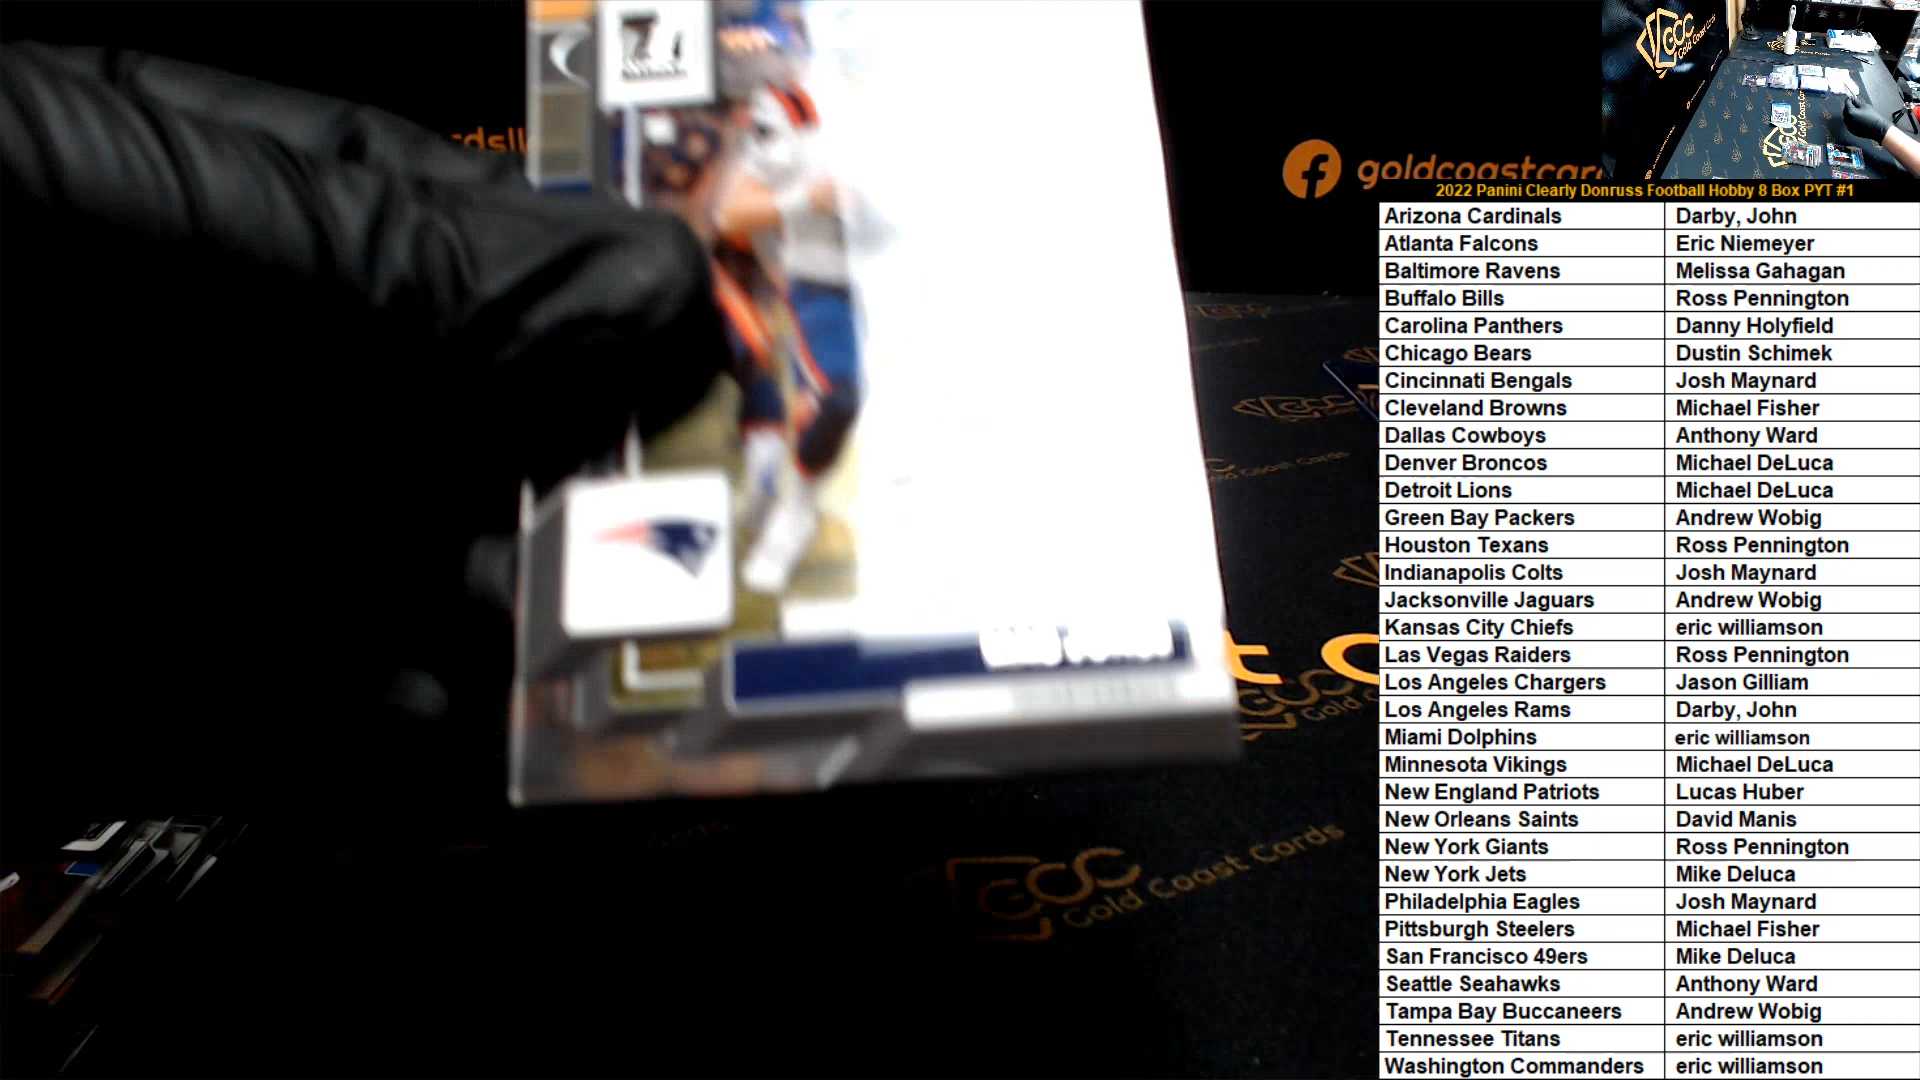 goldcoastcar
2022 Panini Clearly Donruss Football Hobby 8 Box PYT #1
Arizona Cardinals Darby, John
Atlanta Falcons Eric Niemeyer
Baltimore Ravens Melissa Gahagan
Buffalo Bills Ross Pennington
Carolina Panthers Danny Holyfield
Chicago Bears Dustin Schimek
Cincinnati Bengals Josh Maynard
Cleveland Browns Michael Fisher
Dallas Cowboys Anthony Ward
Denver Broncos Michael DeLuca
Detroit Lions Michael DeLuca
Green Bay Packers Andrew Wobig
Houston Texans Ross Pennington
Indianapolis Colts Josh Maynard
Jacksonville Jaguars Andrew Wobig
Kansas City Chiefs eric williamson
Las Vegas Raiders Ross Pennington
Los Angeles Chargers Jason Gilliam
Los Angeles Rams Darby, John
Miami Dolphins eric williamson
Minnesota Vikings Michael DeLuca
New England Patriots Lucas Huber
New Orleans Saints David Manis
New York Giants Ross Pennington
New York Jets Mike Deluca
Philadelphia Eagles Josh Maynard
Pittsburgh Steelers Michael Fisher
San Francisco 49ers Mike Deluca
Seattle Seahawks Anthony Ward
Tampa Bay Buccaneers Andrew Wobig
Tennessee Titans eric williamson
Washington Commanders eric williamson
GCC Gold Coast Cards